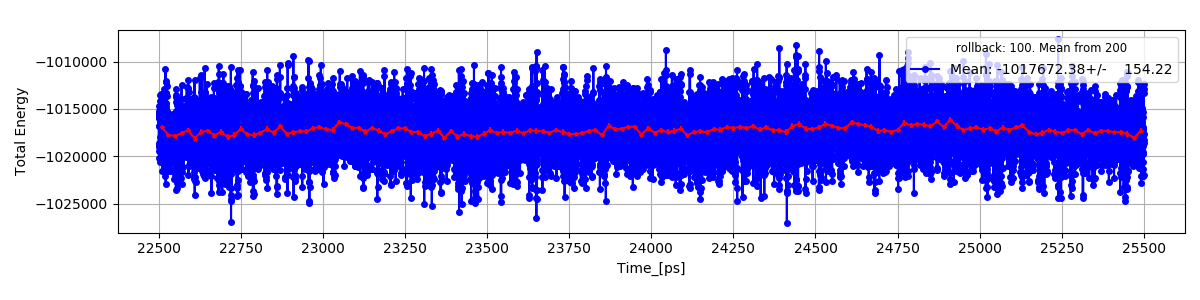 rollback: 100. Mean from 200
Mean: -1017672.38+/-    154.22
Total Energy
−1010000
−1015000
−1020000
−1025000
22500 22750 23000 23250 23500 23750 24000 24250 24500 24750 25000 25250 25500
Time_[ps]